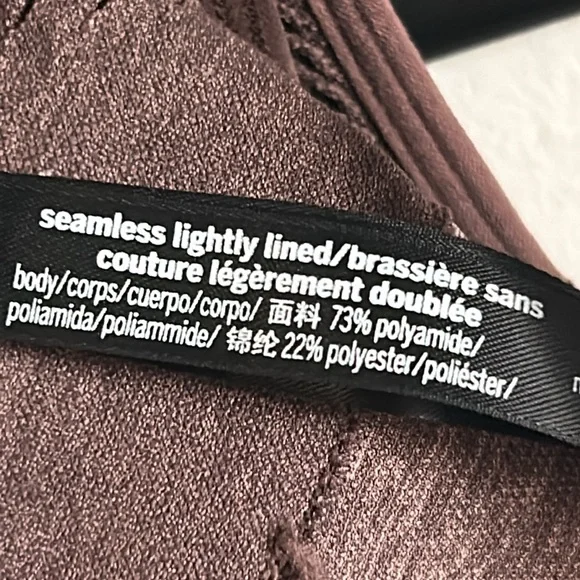 seamless lightly lined/brassière sans
couture légèrement doublée
body/corps/cuerpo/corpo/ 面料 73% polyamide/
poliamida/poliammide/ 锦纶 22% polyester/poliéster/